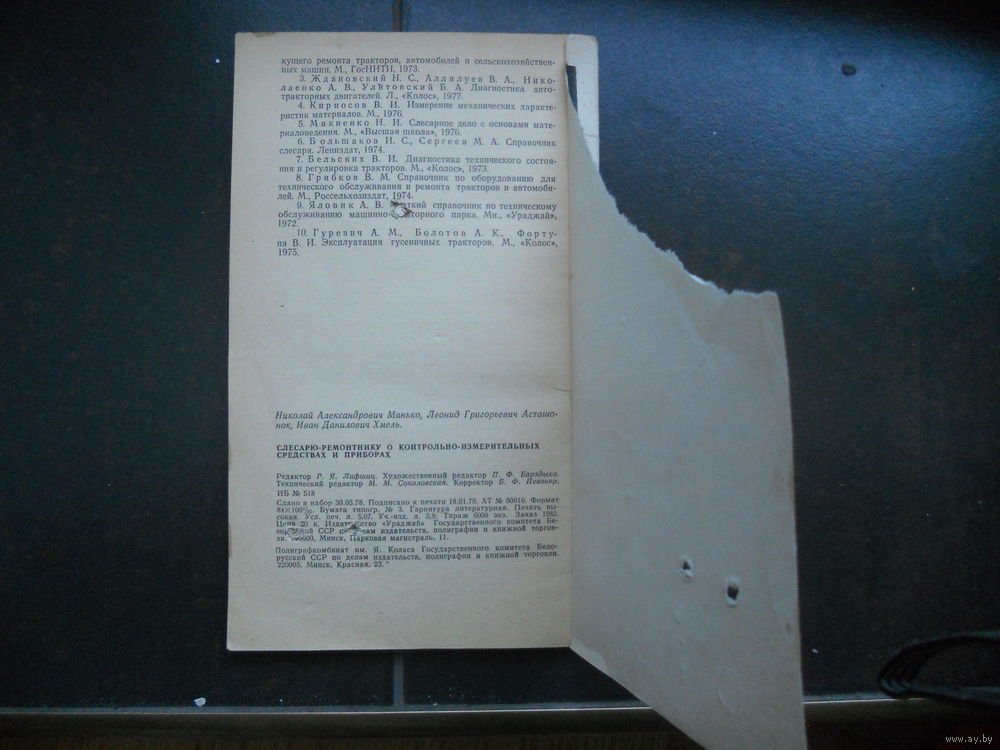 кущего ремонта тракторов, автомобилей и сельскохозяйствен-
ных машин. М., ГосНИТИ, 1973.
3. Ждановский Н. С., Аллилуев В. А., Нико-
лаенко А. В., Улитовский Б. А. Диагностика авто-
тракторных двигателей. Л., «Колос», 1977.
4. Кириосов В. И. Измерение механических характе-
ристик материалов. М., 1976.
5. Макиенко Н. И. Слесарное дело с основами мате-
риаловедения. М., «Высшая школа», 1976.
6. Большаков И. С., Сергеев М. А. Справочник
слесаря. Лениздат, 1974.
7. Бельских В. И. Диагностика технического состоя-
ния и регулировка тракторов. М., «Колос», 1973.
8. Грибков В. М. Справочник по оборудованию для
технического обслуживания и ремонта тракторов и автомоби-
лей. М., Россельхозиздат, 1974.
9. Яловик А. В. справочник по техническому
обслуживанию парка. Мн., «Ураджай»,
1972.
10. Гуревич А. М., Болотов А. К., Форту-
на В. И. Эксплуатация гусеничных тракторов. М., «Колос»,
1975.
Николай Александрович Манько, Леонид Григорьевич Асташо-
нок, Иван Данилович Хмель.
СЛЕСАРЮ-РЕМОНТНИКУ О КОНТРОЛЬНО-ИЗМЕРИТЕЛЬНЫХ
СРЕДСТВАХ И ПРИБОРАХ
Редактор Р. Я. Лифшиц. Художественный редактор П. Ф. Барздыко.
Технический редактор М. М. Соколовская. Корректор Б. Ф. Певзнер.
ИБ № 518
Сдано в набор 30.05.78. Подписано к печати 18.01.79. АТ № 00016. Формат
84×100¹/₃₂. Бумага типогр. № 3. Гарнитура литературная. Печать вы-
сокая. Усл. печ. л. 5,07. Уч.-изд. л. 5,9. Тираж 6000 экз. Заказ 1282.
Цена 20 к. «Ураджай» Государственного комитета Бе-
ССР издательств, полиграфии и книжной торгов-
ли. Минск, Парковая магистраль, 11.
Полиграфкомбинат им. Я. Коласа Государственного комитета Бело-
русской ССР по делам издательств, полиграфии и книжной торговли.
220005, Минск, Красная, 23.
www.ay.by